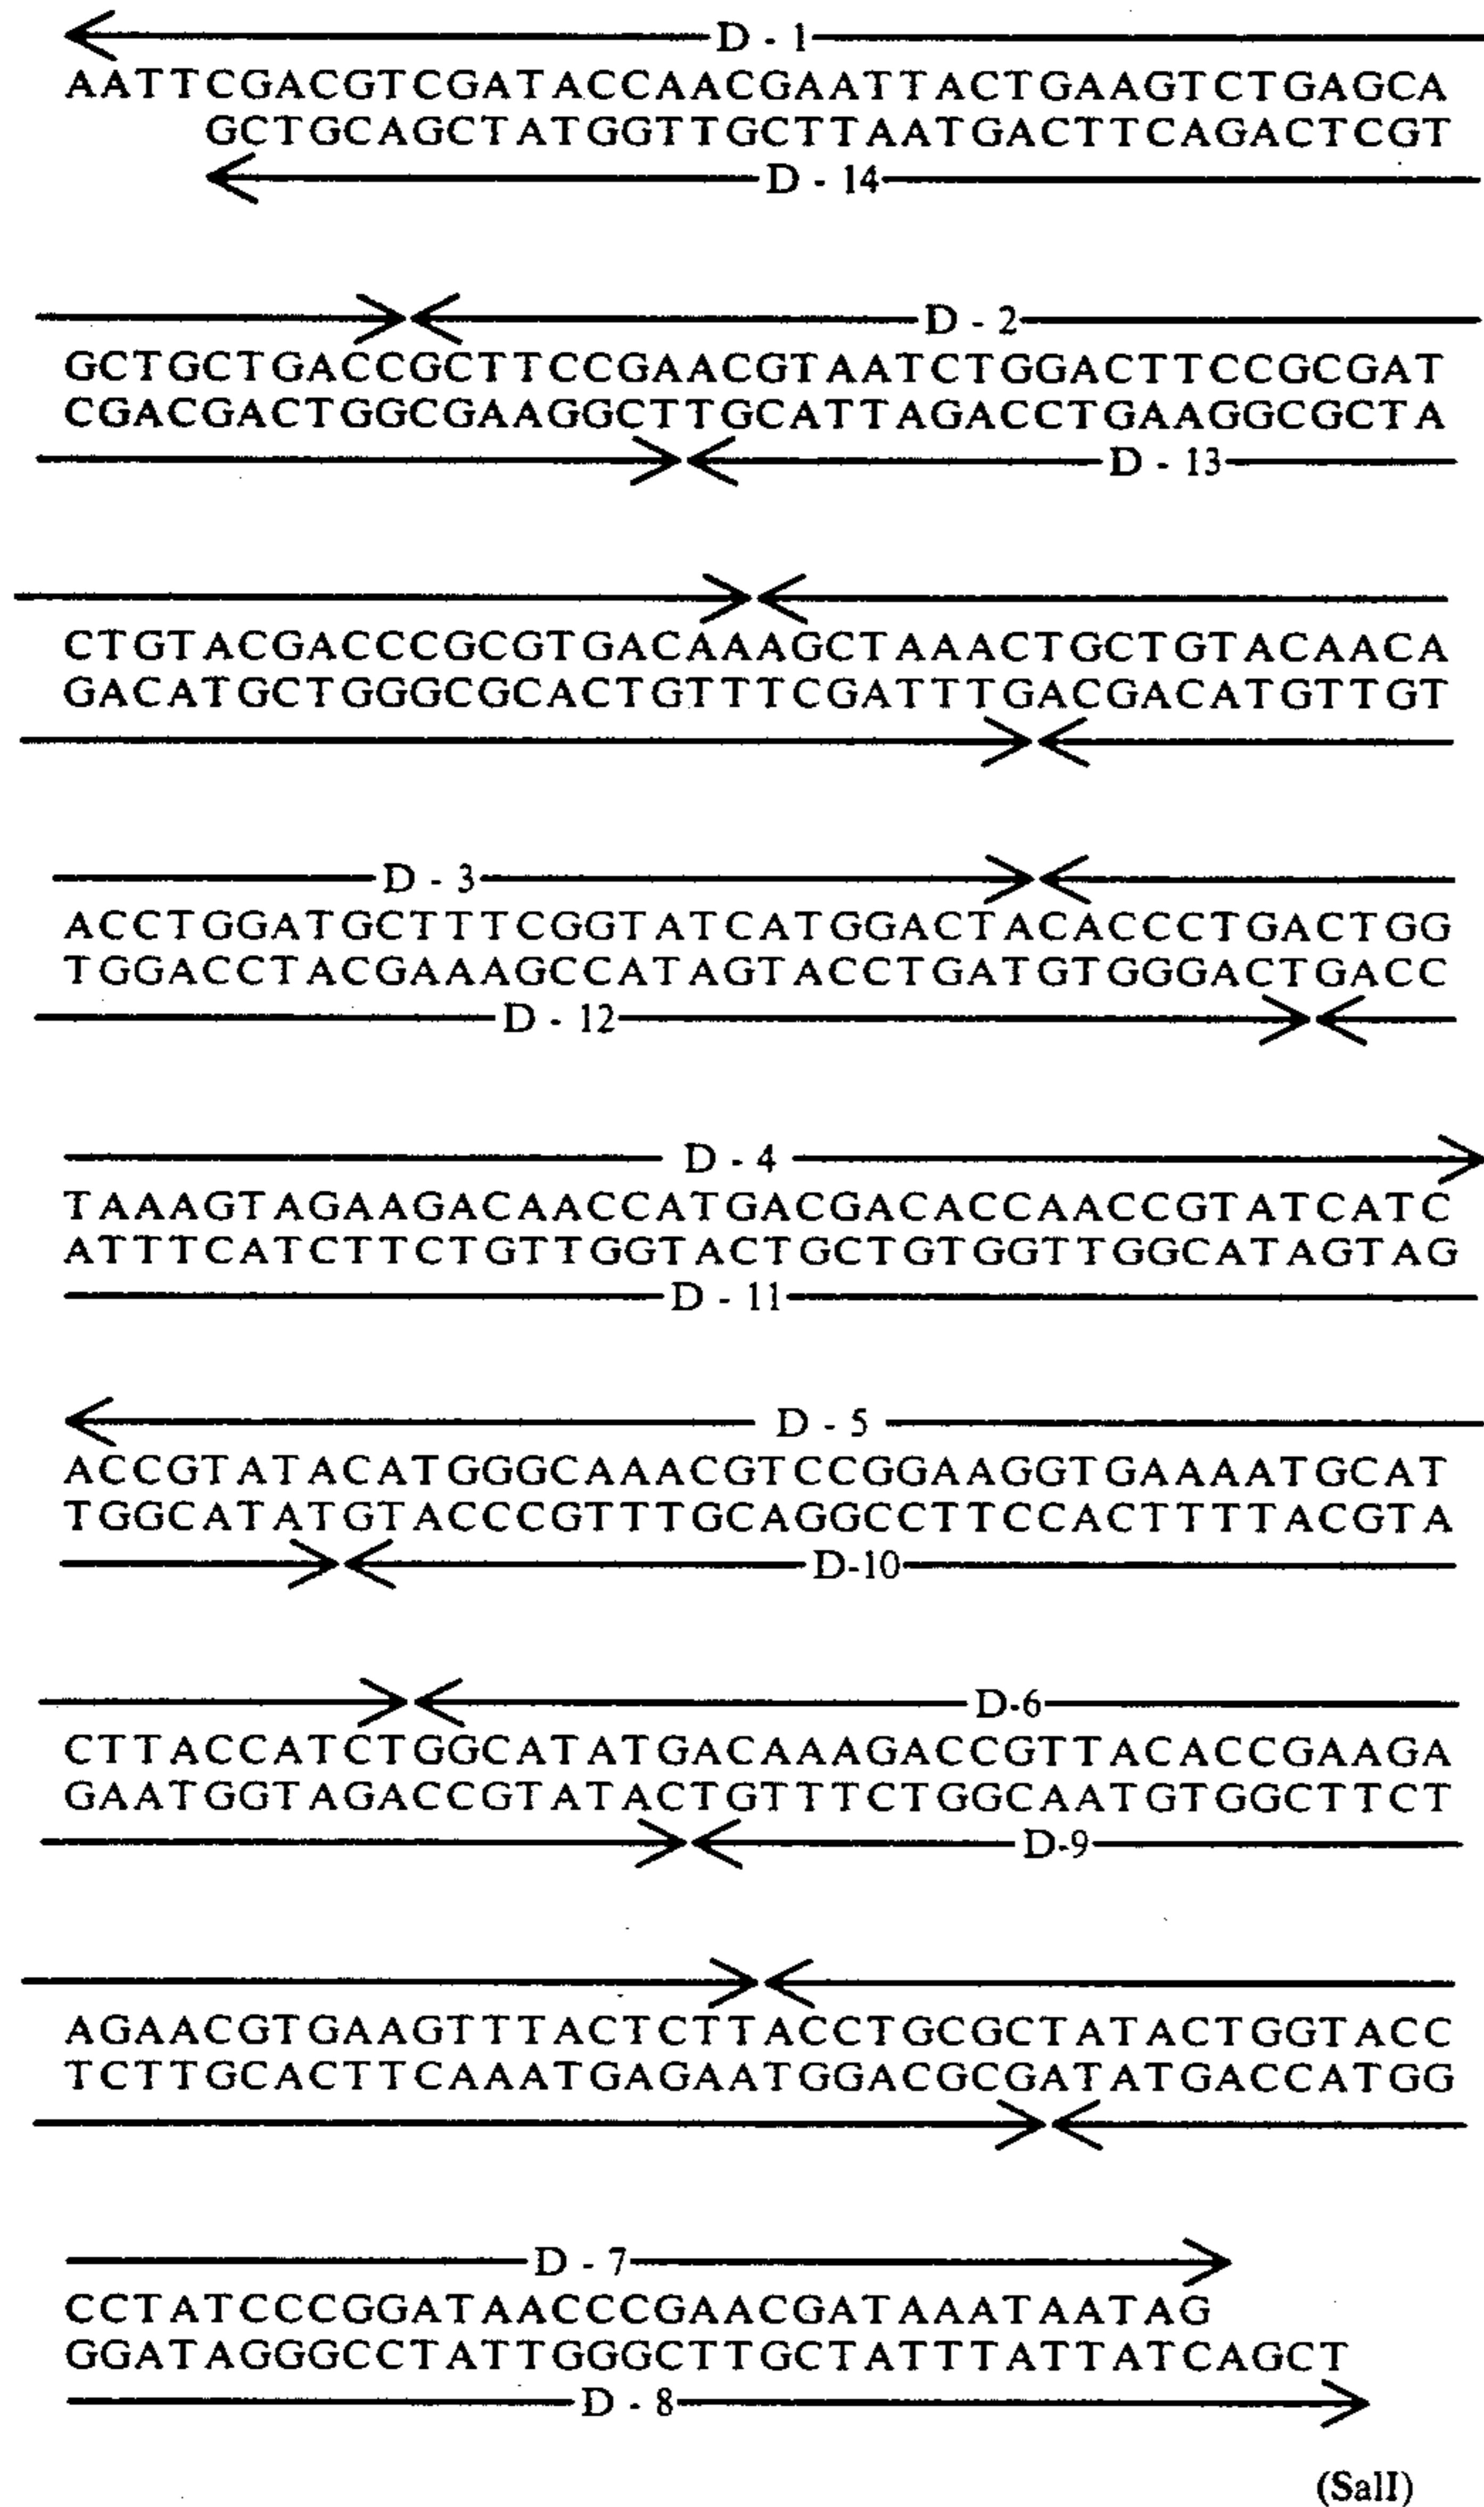 D - 1
AATTCGACGTCGATACCAACGAATTACTGAAGTCTGAGCA
GCTGCAGCTATGGTTGCTTAATGACTTCAGACTCGT
D - 14
D - 2
GCTGCTGACCGCTTCCGAACGTAATCTGGACTTCCGCGAT
CGACGACTGGCGAAGGCTTGCATTAGACCTGAAGGCGCTA
D - 13
CTGTACGACCCGCGTGACAAAGCTAAACTGCTGTACAACA
GACATGCTGGGCGCACTGTTTCGATTTGACGACATGTTGT
D - 3
ACCTGGATGCTTTCGGTATCATGGACTACACCCTGACTGG
TGGACCTACGAAAGCCATAGTACCTGATGTGGGACTGACC
D - 12
D - 4
TAAAGTAGAAGACAACCATGACGACACCAACCGTATCATC
ATTTCATCTTCTGTTGGTACTGCTGTGGTTGGCATAGTAG
D - 11
D - 5
ACCGTATACATGGGCAAACGTCCGGAAGGTGAAAATGCAT
TGGCATATGTACCCGTTTGCAGGCCTTCCACTTTTACGTA
D-10
D-6
CTTACCATCTGGCATATGACAAAGACCGTTACACCGAAGA
GAATGGTAGACCGTATACTGTTTCTGGCAATGTGGCTTCT
D-9
AGAACGTGAAGTTTACTCTTACCTGCGCTATACTGGTACC
TCTTGCACTTCAAATGAGAATGGACGCGATATGACCATGG
D - 7
CCTATCCCGGATAACCCGAACGATAAATAATAG
GGATAGGGCCTATTGGGCTTGCTATTTATTATCAGCT
D - 8
(SalI)